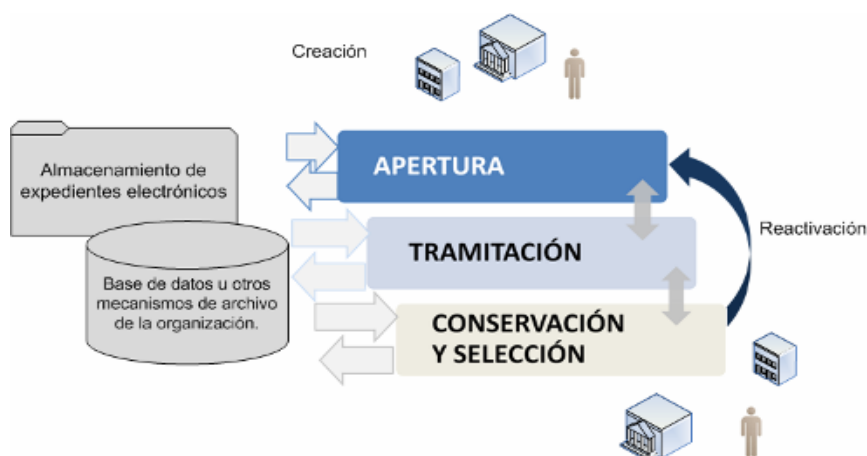 Creación
Almacenamiento de
expedientes electrónicos
APERTURA
Reactivación
TRAMITACIÓN
Base de datos u otros
mecanismos de archivo
de la organización.
CONSERVACIÓN
Y SELECCIÓN